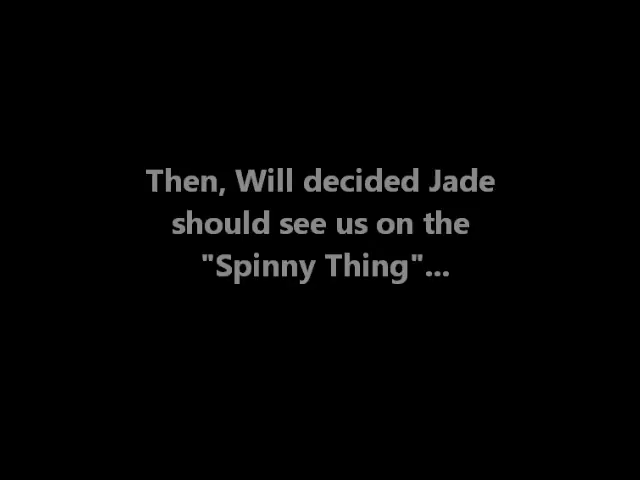 Then, Will decided Jade
should see us on the
"Spinny Thing"...